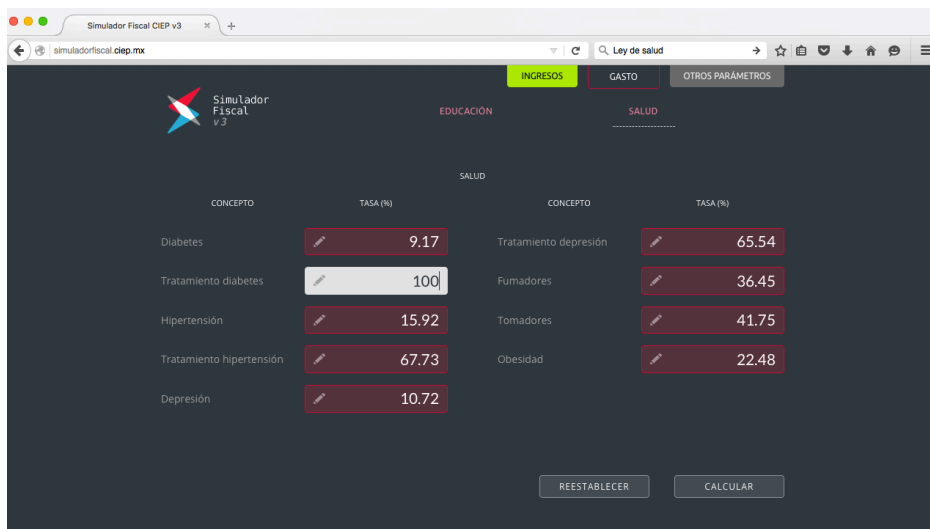 Simulador Fiscal CIEP v3 × +
simuladorfiscal.ciep.mx Ley de salud
INGRESOS GASTO OTROS PARÁMETROS
Simulador
Fiscal
v3
EDUCACIÓN SALUD
SALUD
CONCEPTO TASA (%) CONCEPTO TASA (%)
Diabetes 9.17 Tratamiento depresión 65.54
Tratamiento diabetes 100 Fumadores 36.45
Hipertensión 15.92 Tomadores 41.75
Tratamiento hipertensión 67.73 Obesidad 22.48
Depresión 10.72
REESTABLECER CALCULAR